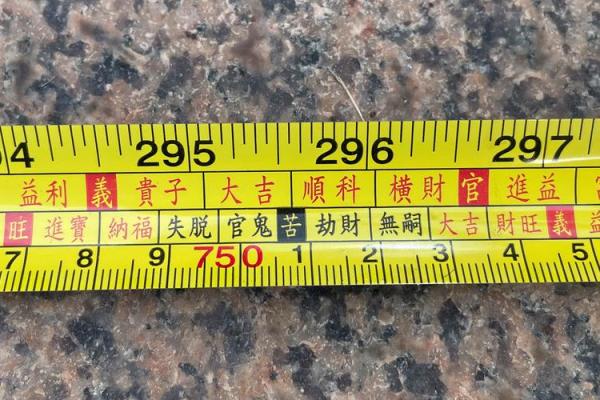 4 295 296 297
益利 義 貴子 大吉 順科 橫財 官 進益
旺 進寶 納福 失脱 官鬼 苦 劫財 無嗣 大吉 財旺 義 益
7 8 9 750 1 2 3 4 5